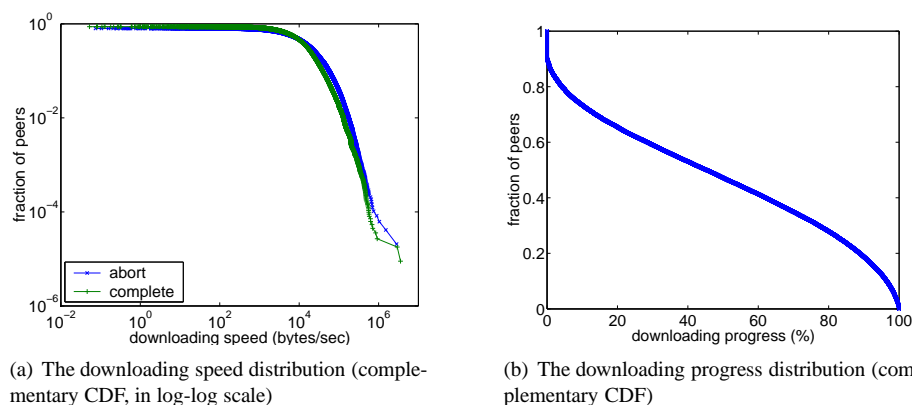 10^0
10^-2
10^-4
10^-6
fraction of peers
abort
complete
10^-2 10^0 10^2 10^4 10^6
downloading speed (bytes/sec)
(a) The downloading speed distribution (comple-
mentary CDF, in log-log scale)
1
0.8
0.6
0.4
0.2
0
fraction of peers
0 20 40 60 80 100
downloading progress (%)
(b) The downloading progress distribution (com
plementary CDF)